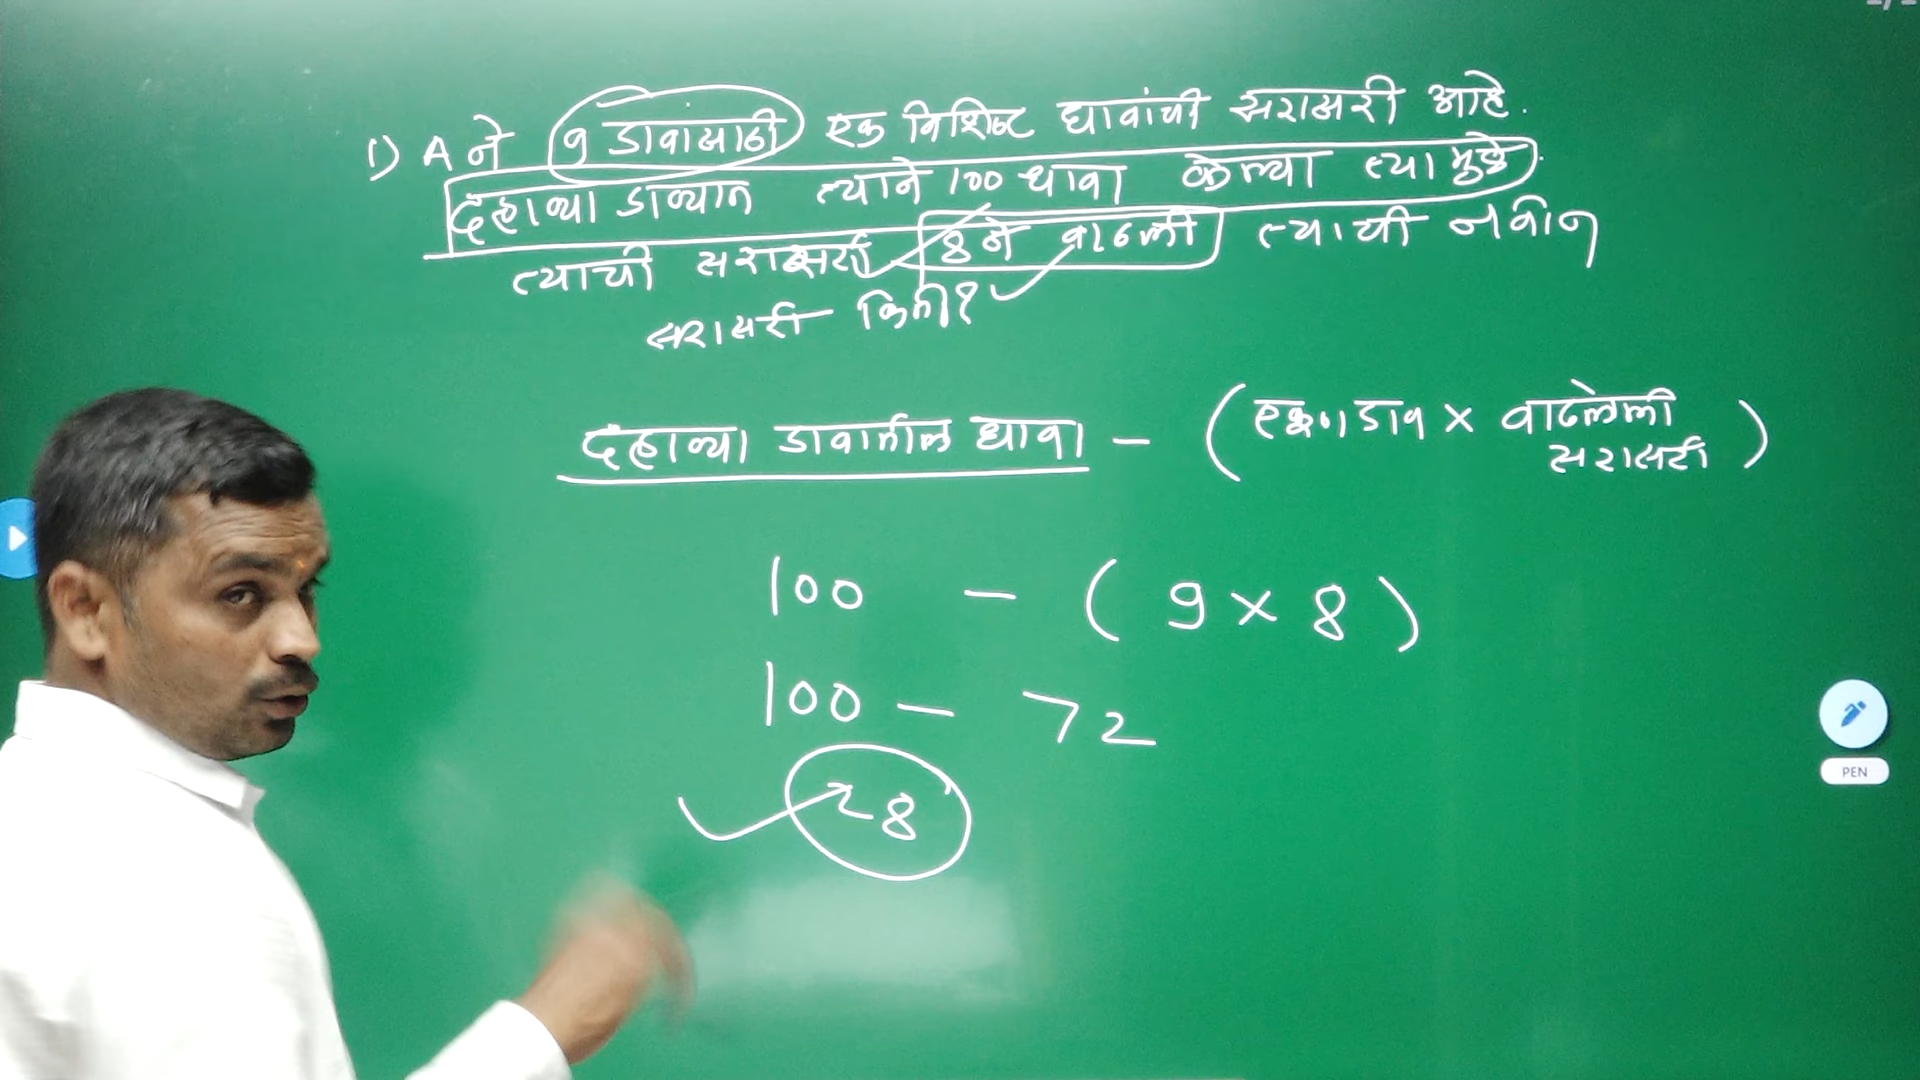 1) A ने 9 डावासाठी एक विशिष्ट धावांची सरासरी आहे.
दहाव्या डाव्यात त्याने 100 धावा केल्या त्यामुळे
त्याची सरासरी 8 ने वाढली त्याची नवीन
सरासरी किती?
दहाव्या डावातील धावा - (एकूण डाव × वाढलेली
सरासरी)
100 - (9 × 8)
100 - 72
28
PEN